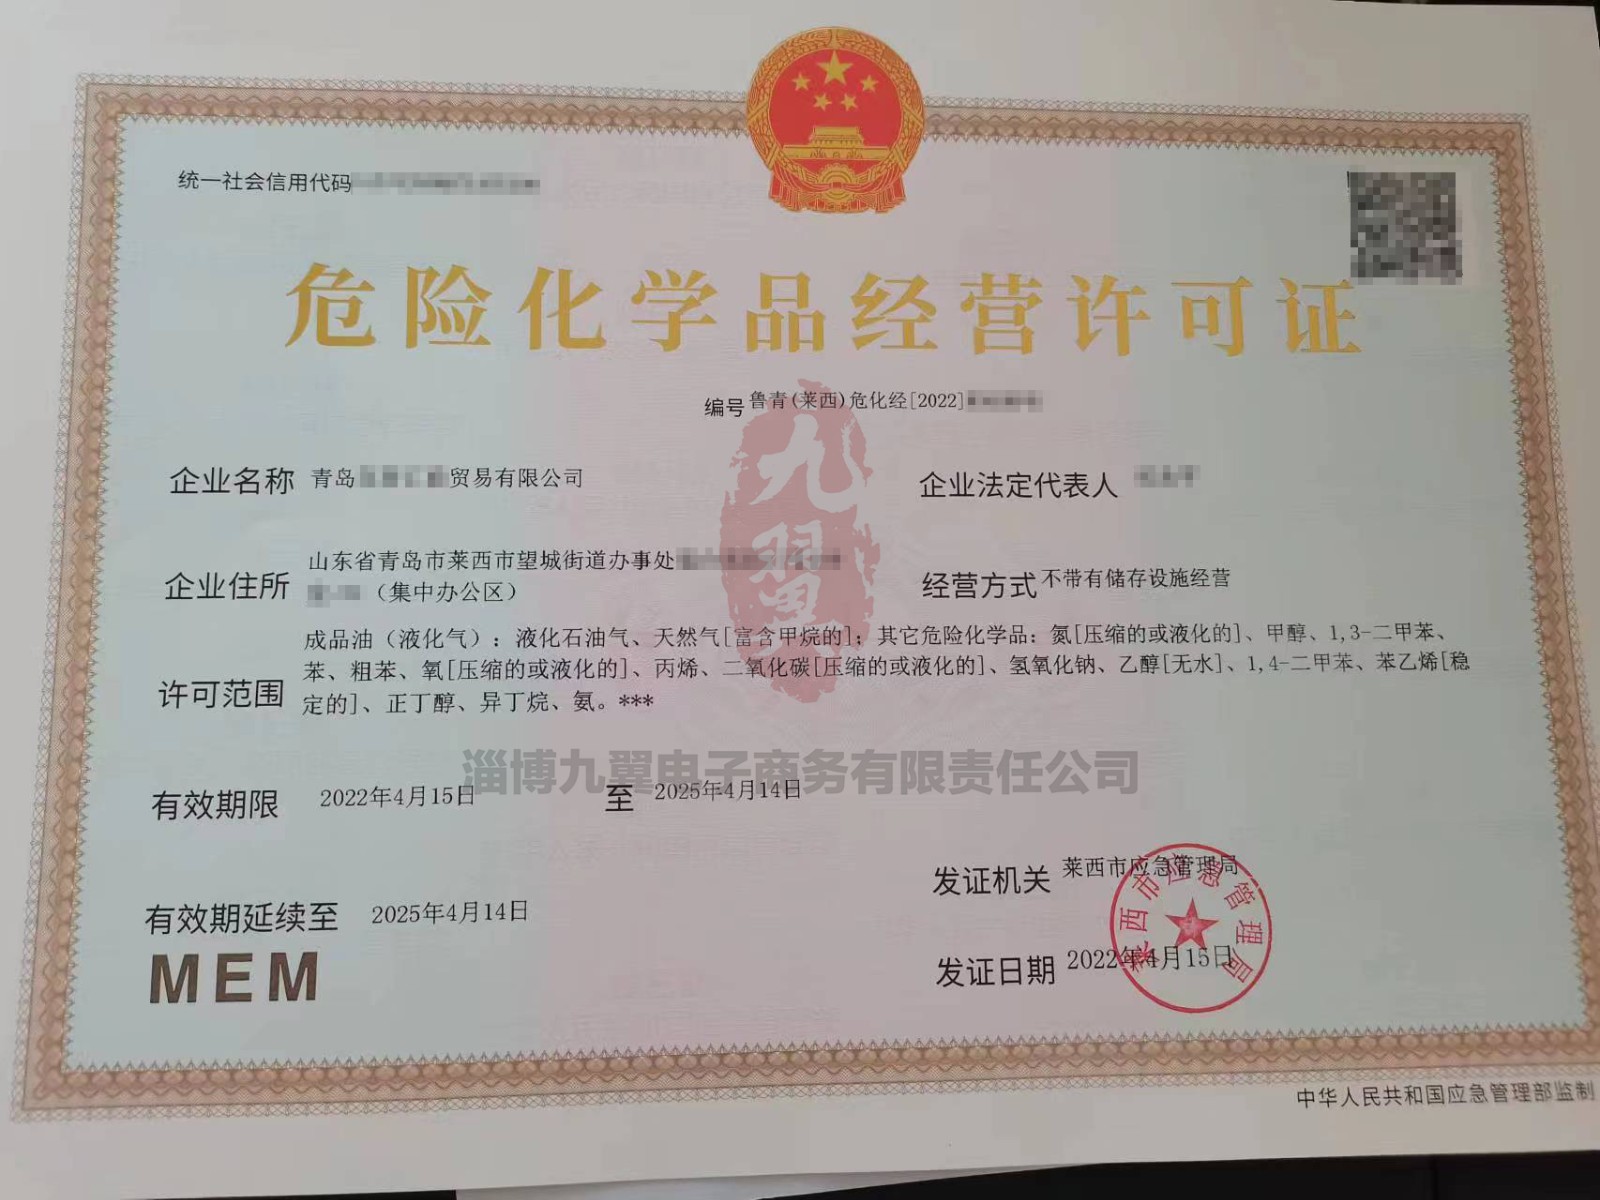 统一社会信用代码
危险化学品经营许可证
编号 鲁青(莱西)危化经[2022]
企业名称 青岛 贸易有限公司
企业法定代表人
企业住所 山东省青岛市莱西市望城街道办事处
（集中办公区）
经营方式 不带有储存设施经营
许可范围 成品油（液化气）：液化石油气、天然气[富含甲烷的]；其它危险化学品：氮[压缩的或液化的]、甲醇、1,3-二甲苯、
苯、粗苯、氧[压缩的或液化的]、丙烯、二氧化碳[压缩的或液化的]、氢氧化钠、乙醇[无水]、1,4-二甲苯、苯乙烯[稳
定的]、正丁醇、异丁烷、氨。***
九翼
淄博九翼电子商务有限责任公司
有效期限 2022年4月15日 至 2025年4月14日
发证机关 莱西市应急管理局
有效期延续至 2025年4月14日
发证日期 2022年4月15日
莱西市应急管理局
MEM
中华人民共和国应急管理部监制